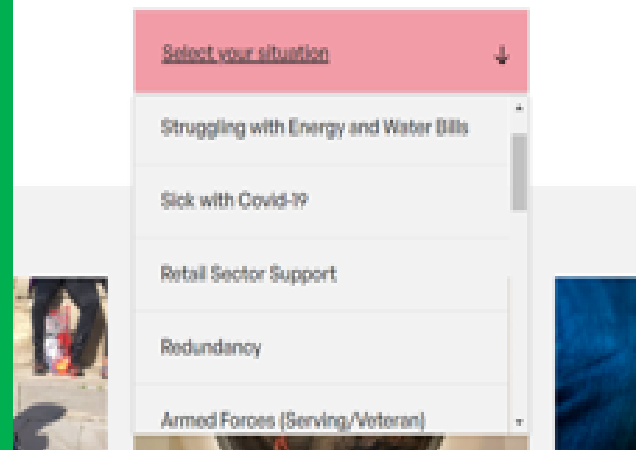 Select your situation
Struggling with Energy and Water Bills
Sick with Covid-19
Retail Sector Support
Redundancy
Armed Forces (Serving/Veteran)